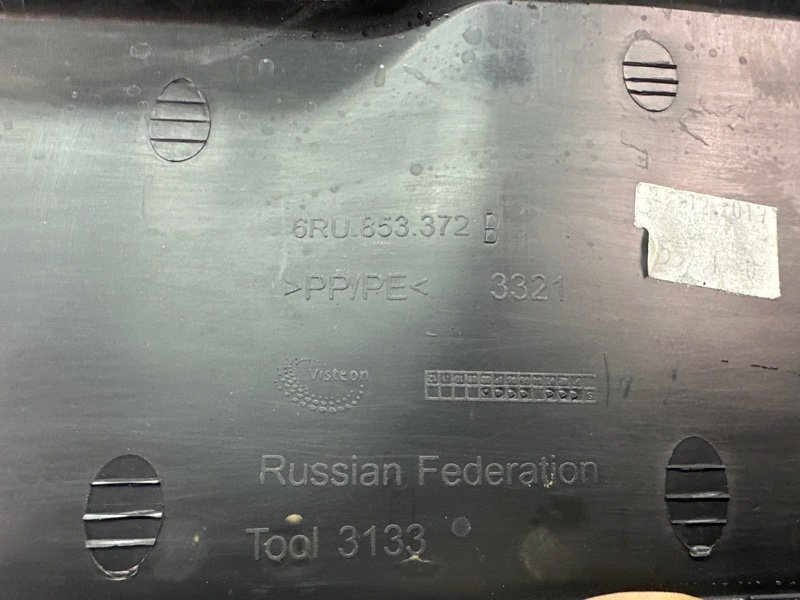 6RU.853.372 B
>PP/PE< 3321
Visteon
Russian Federation
Tool 3133